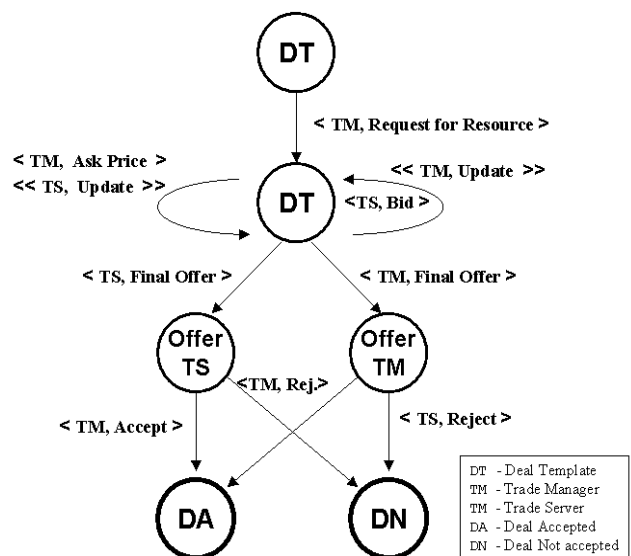 DT
< TM, Request for Resource >
< TM, Ask Price >
<< TS, Update >>
<< TM, Update >>
DT
<TS, Bid >
< TS, Final Offer >
< TM, Final Offer >
Offer
TS
Offer
TM
<TM, Rej.>
< TM, Accept >
< TS, Reject >
DA
DN
DT - Deal Template
TM - Trade Manager
TM - Trade Server
DA - Deal Accepted
DN - Deal Not accepted